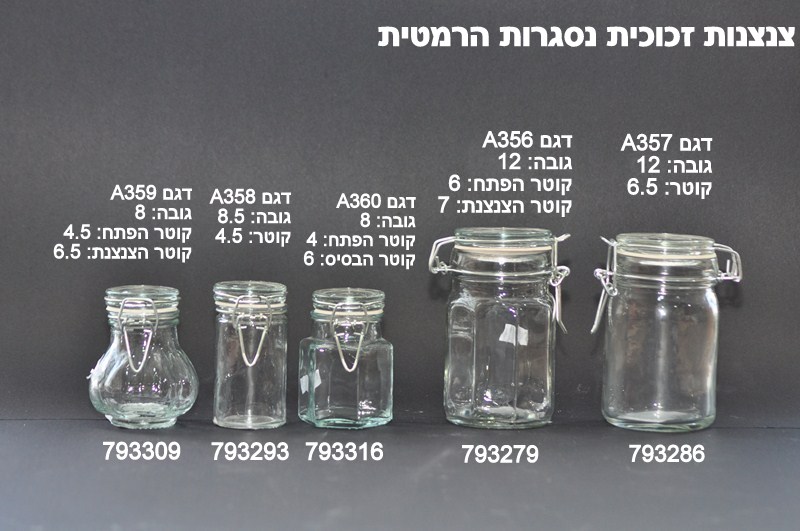 צנצנות זכוכית נסגרות הרמטית
דגם A357
גובה: 12
קוטר: 6.5
793286
דגם A356
גובה: 12
קוטר הפתח: 6
קוטר הצנצנת: 7
793279
דגם A360
גובה: 8
קוטר הפתח: 4
קוטר הבסיס: 6
793316
דגם A358
גובה: 8.5
קוטר: 4.5
793293
דגם A359
גובה: 8
קוטר הפתח: 4.5
קוטר הצנצנת: 6.5
793309